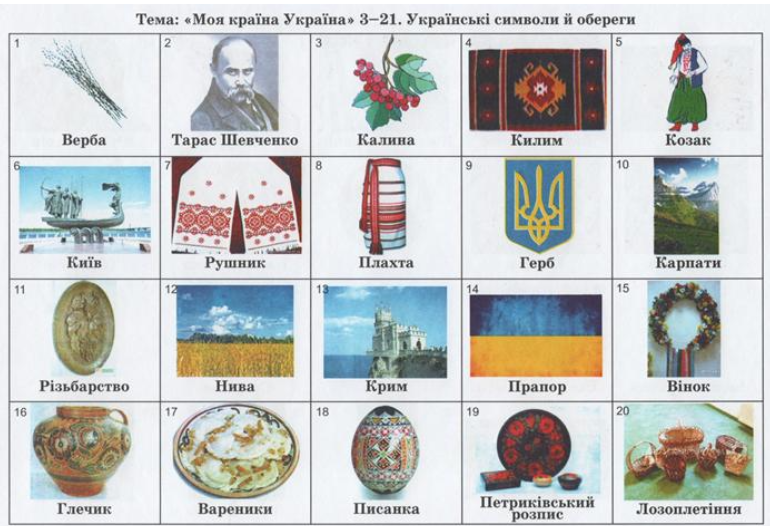 Тема: «Моя країна Україна» 3–21. Українські символи й обереги
1
Верба
2
Тарас Шевченко
3
Калина
4
Килим
5
Козак
6
Київ
7
Рушник
8
Плахта
9
Герб
10
Карпати
11
Різьбарство
12
Нива
13
Крим
14
Прапор
15
Вінок
16
Глечик
17
Вареники
18
Писанка
19
Петриківський
розпис
20
Лозоплетіння